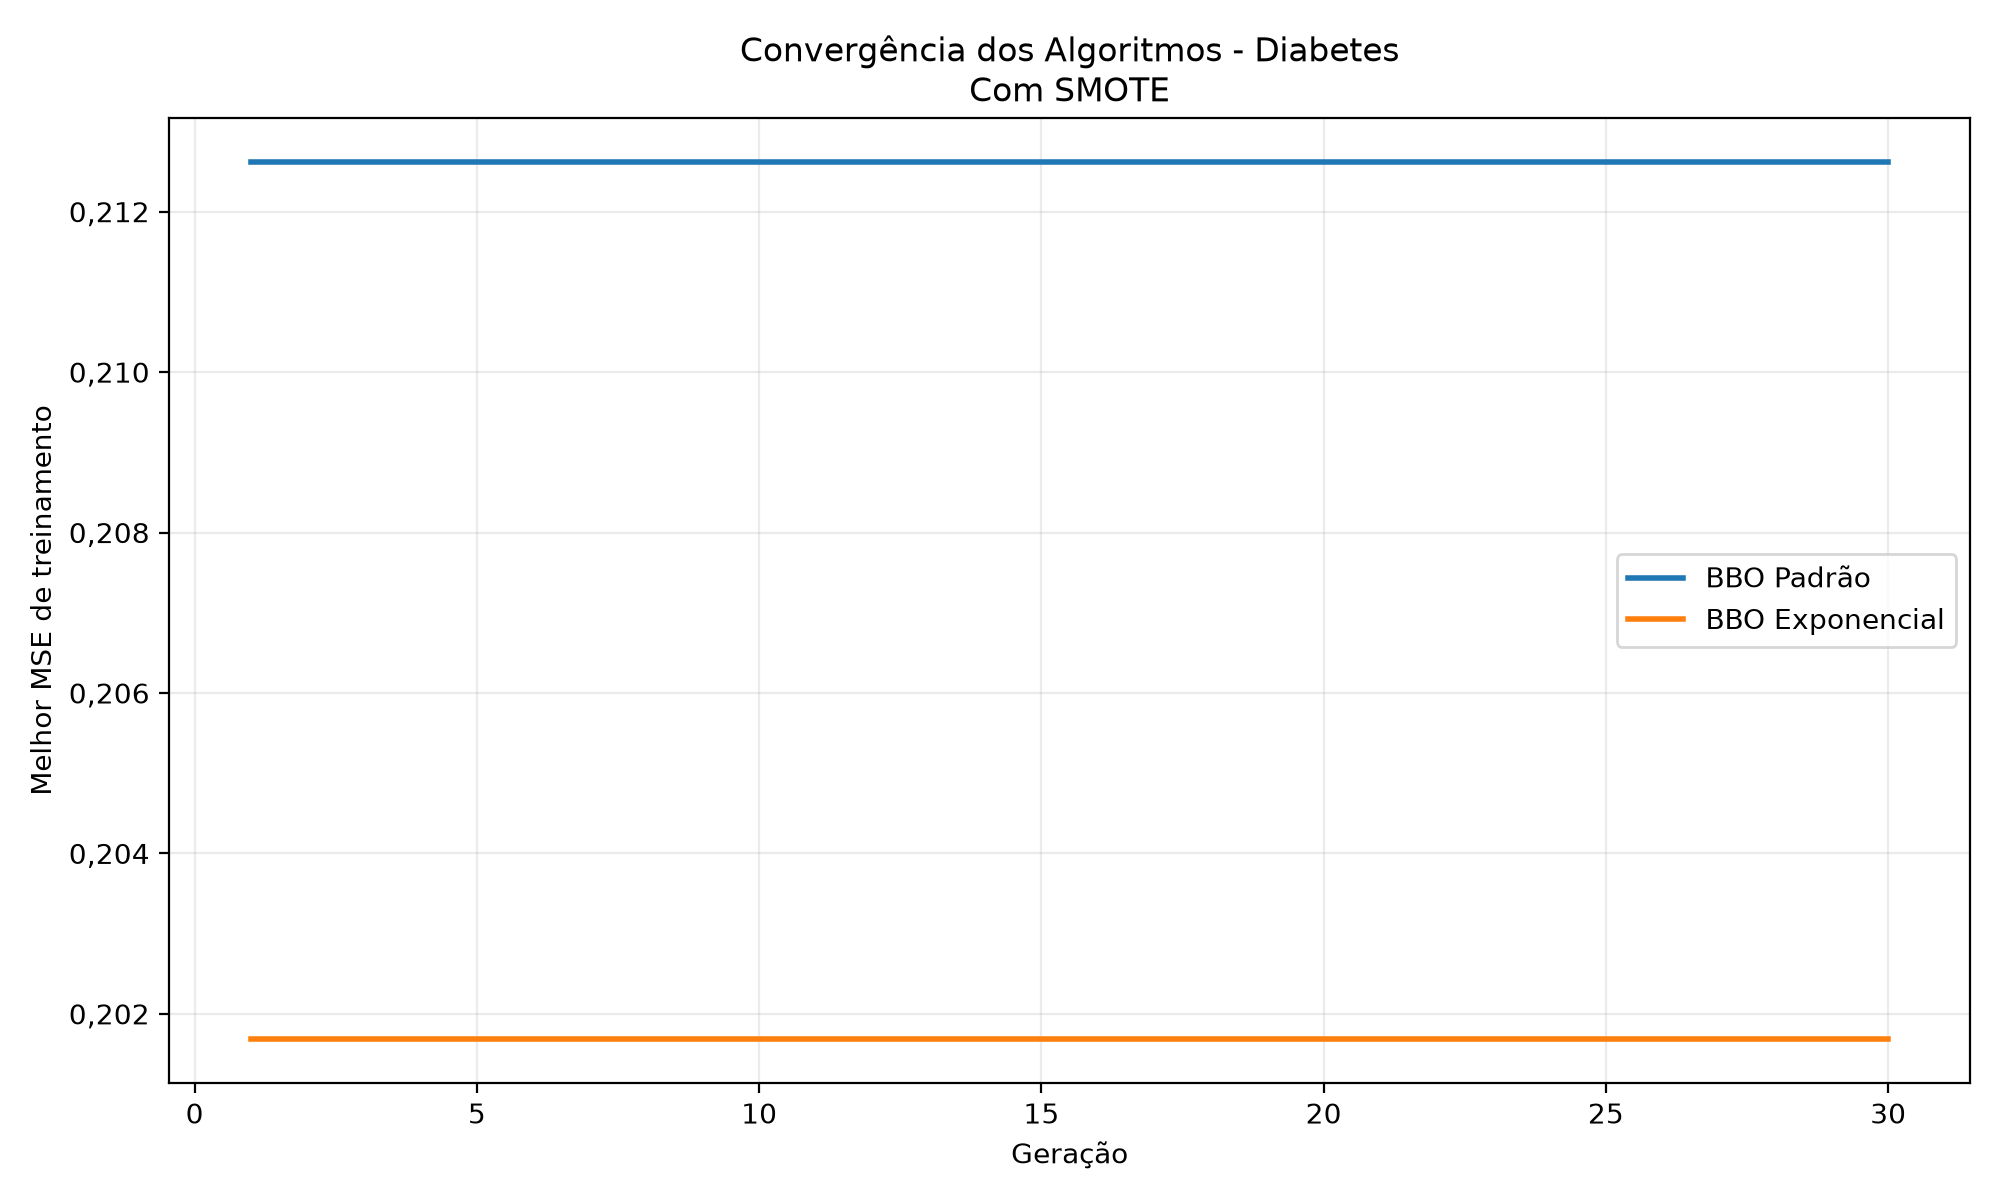 Convergência dos Algoritmos - Diabetes
Com SMOTE
Melhor MSE de treinamento
0,212
0,210
0,208
0,206
0,204
0,202
BBO Padrão
BBO Exponencial
0 5 10 15 20 25 30
Geração